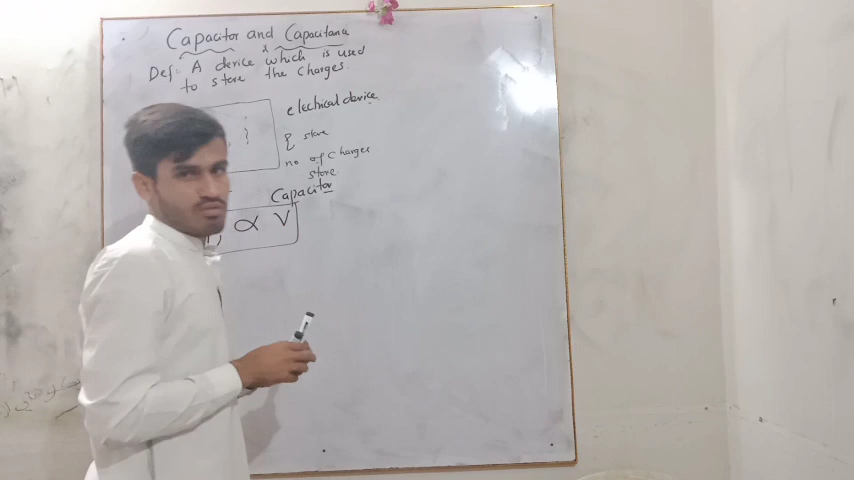 Capacitor and Capacitance
Def: A device which is used
to store the charges.
electrical device
store
no of charges
store
Capacitor
∝ V